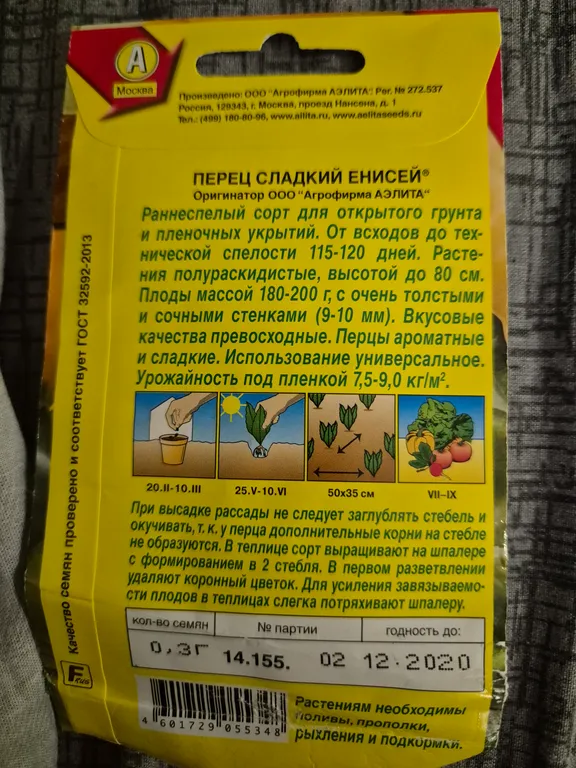 А
Москва
Произведено: ООО "Агрофирма АЭЛИТА". Рег. № 272.537
Россия, 129343, г. Москва, проезд Нансена, д. 1
Тел.: (499) 180-80-96, www.ailita.ru, www.aelitaseeds.ru
ПЕРЕЦ СЛАДКИЙ ЕНИСЕЙ®
Оригинатор ООО "Агрофирма АЭЛИТА"
Раннеспелый сорт для открытого грунта
и пленочных укрытий. От всходов до тех-
нической спелости 115-120 дней. Расте-
ния полураскидистые, высотой до 80 см.
Плоды массой 180-200 г, с очень толстыми
и сочными стенками (9-10 мм). Вкусовые
качества превосходные. Перцы ароматные
и сладкие. Использование универсальное.
Урожайность под пленкой 7,5-9,0 кг/м².
20.II-10.III 25.V-10.VI 50х35 см VII-IX
При высадке рассады не следует заглублять стебель и
окучивать, т. к. у перца дополнительные корни на стебле
не образуются. В теплице сорт выращивают на шпалере
с формированием в 2 стебля. В первом разветвлении
удаляют коронный цветок. Для усиления завязываемо-
сти плодов в теплицах слегка потряхивают шпалеру.
кол-во семян № партии годность до:
0,3Г 14.155. 02 12·2020
4 601729 055348
Растениям необходимы
поливы, прополки,
рыхления и подкормки.
Качество семян проверено и соответствует ГОСТ 32592-2013